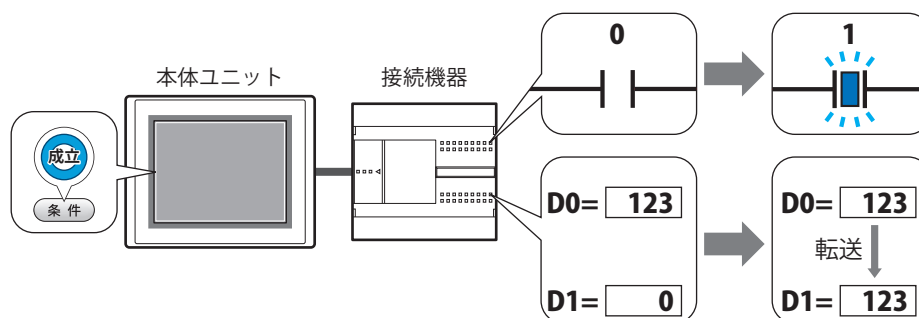 本体ユニット
接続機器
成立
条件
0
1
D0= 123
D1= 0
D0= 123
転送
D1= 123